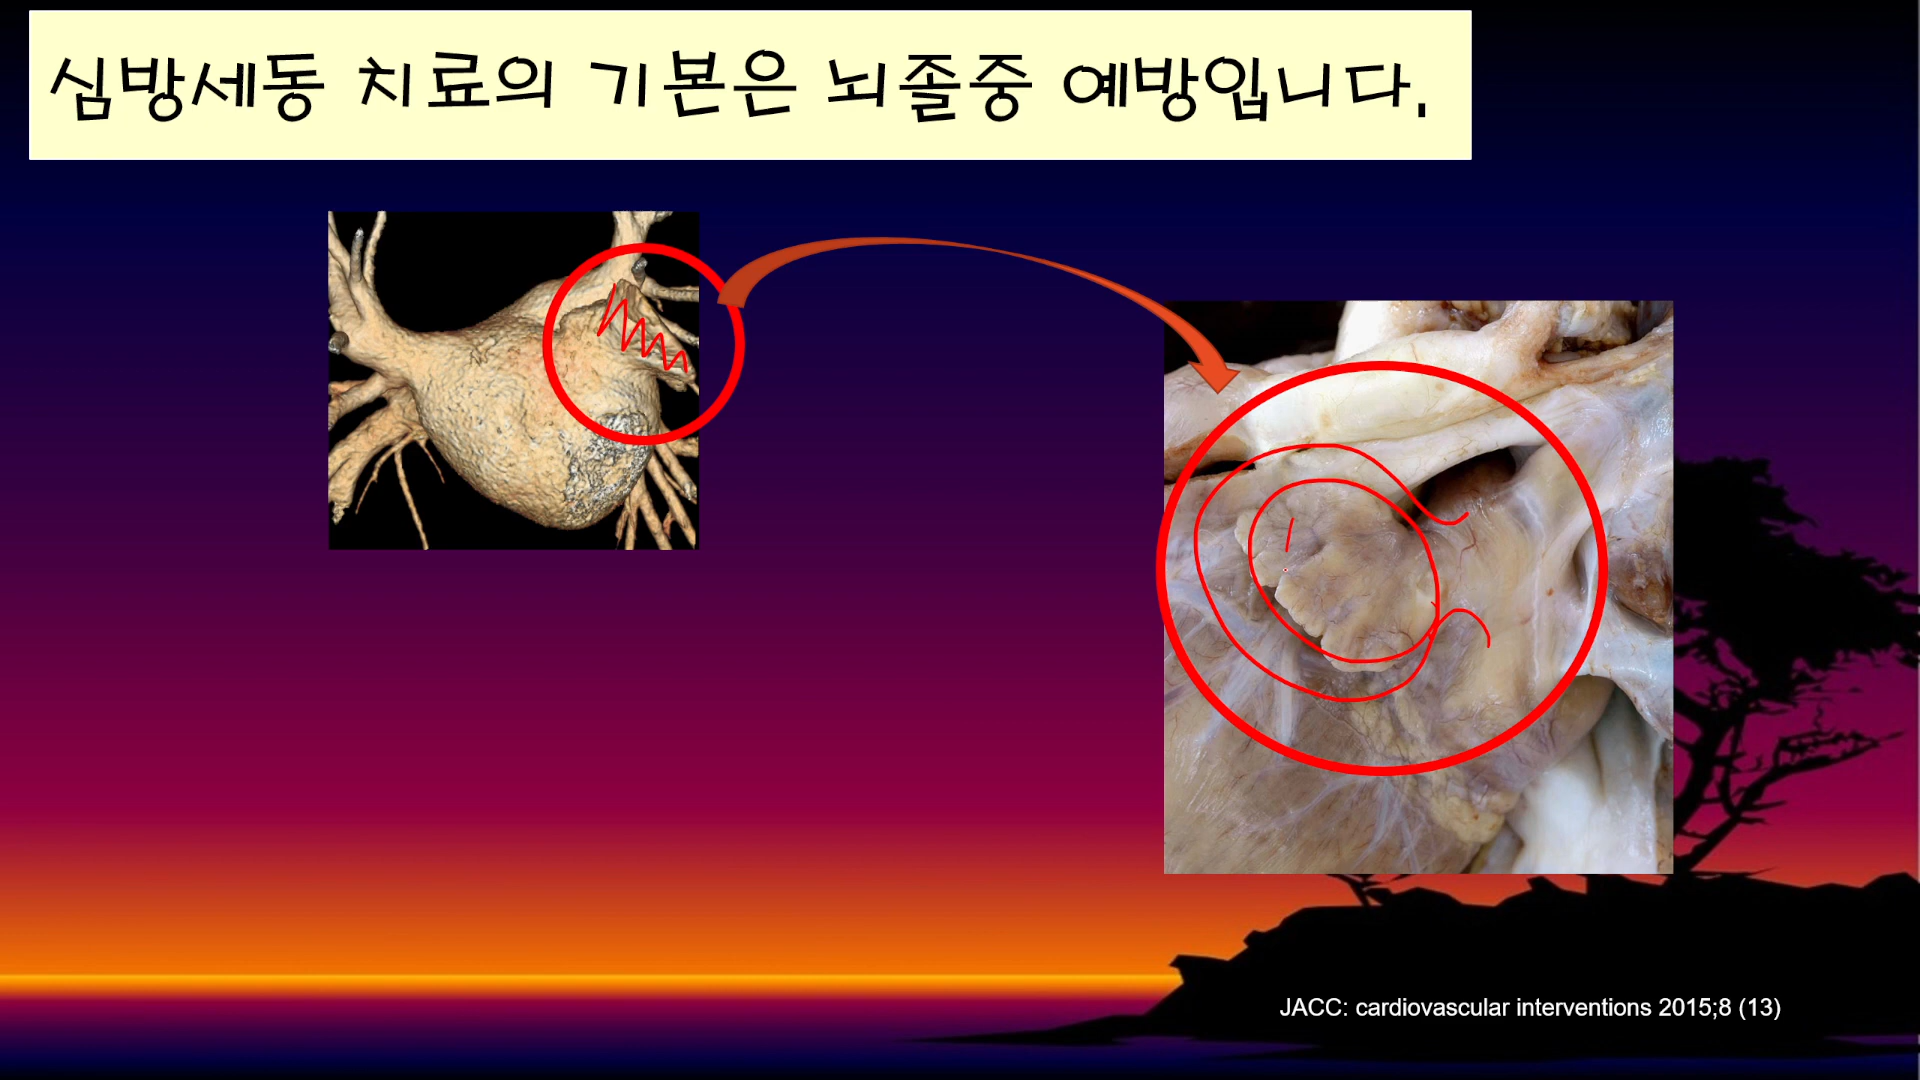 심방세동 치료의 기본은 뇌졸중 예방입니다.
JACC: cardiovascular interventions 2015;8 (13)